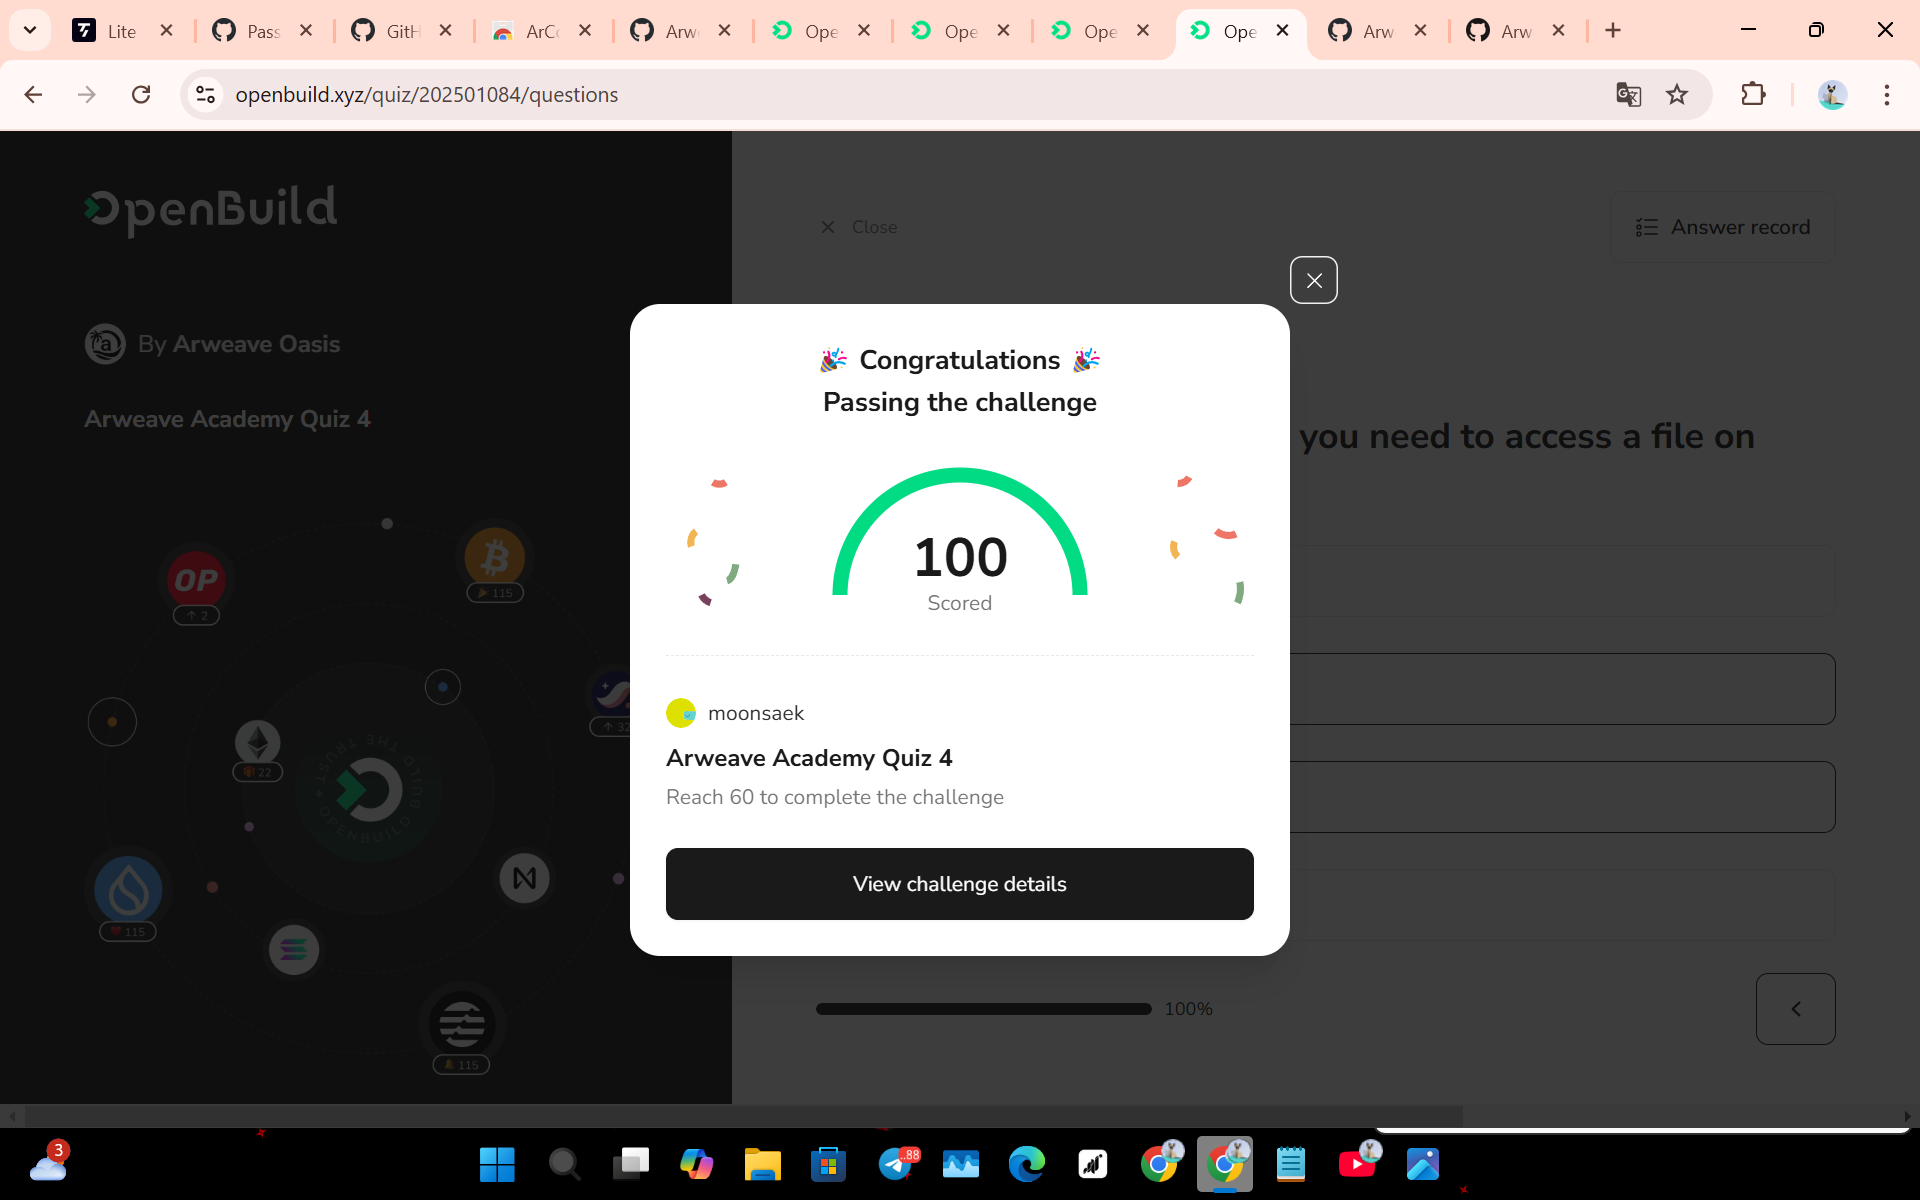 Lite
Pass
GitH
ArC
Arw
Ope
Ope
Ope
Ope
Arw
Arw
openbuild.xyz/quiz/202501084/questions
OpenBuild
Close
Answer record
By Arweave Oasis
Arweave Academy Quiz 4
you need to access a file on
🎉 Congratulations 🎉
Passing the challenge
100
Scored
moonsaek
Arweave Academy Quiz 4
Reach 60 to complete the challenge
View challenge details
OP
2
115
32
22
OPENBUILD BUILD THE TRUST
115
115
100%
3
.88